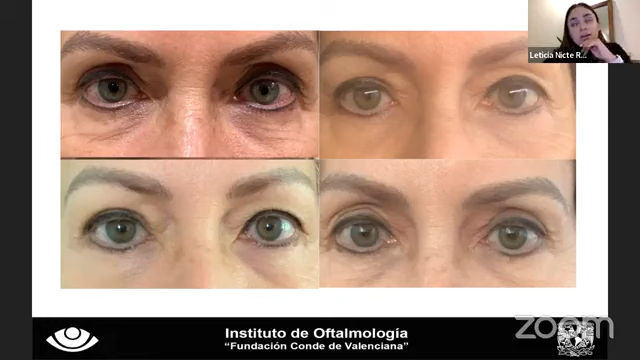 Leticia Nicte R...
Instituto de Oftalmología
“Fundación Conde de Valenciana”
zoom